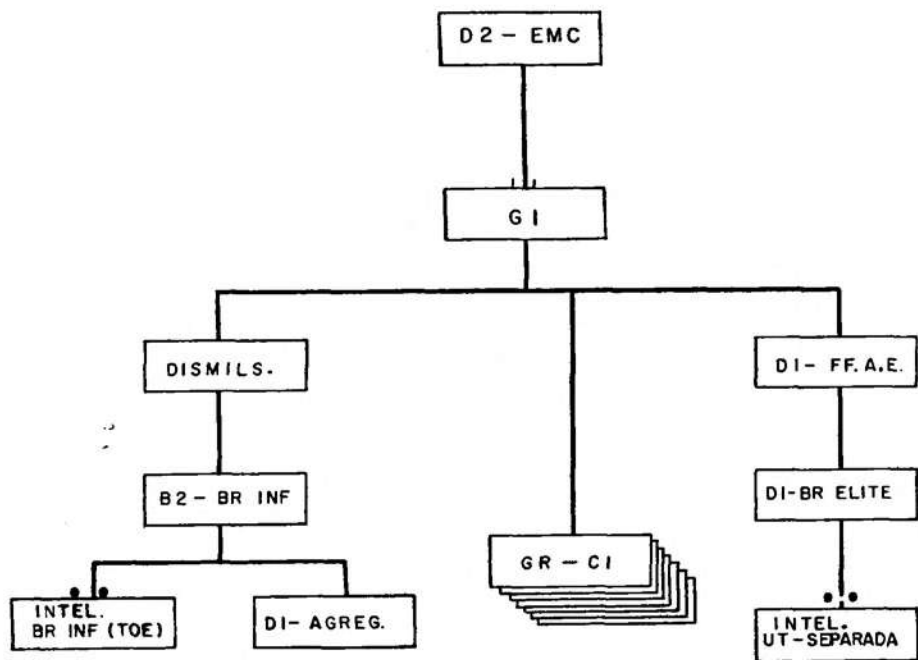 D2 - EMC
G I
DISMILS.
DI - FF.A.E.
B2 - BR INF
DI-BR ELITE
GR - CI
INTEL.
BR INF (TOE)
DI- AGREG.
INTEL.
UT-SEPARADA